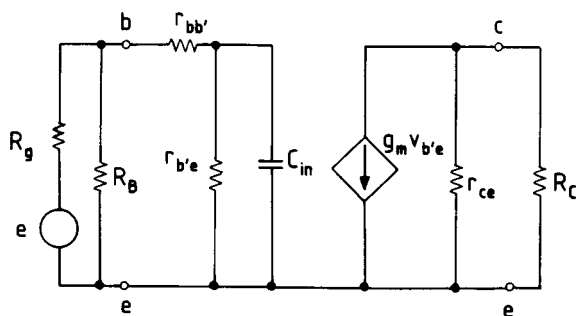 b
r_bb'
c
R_g
R_B
r_b'e
C_in
g_m v_b'e
r_ce
R_C
e
e
e